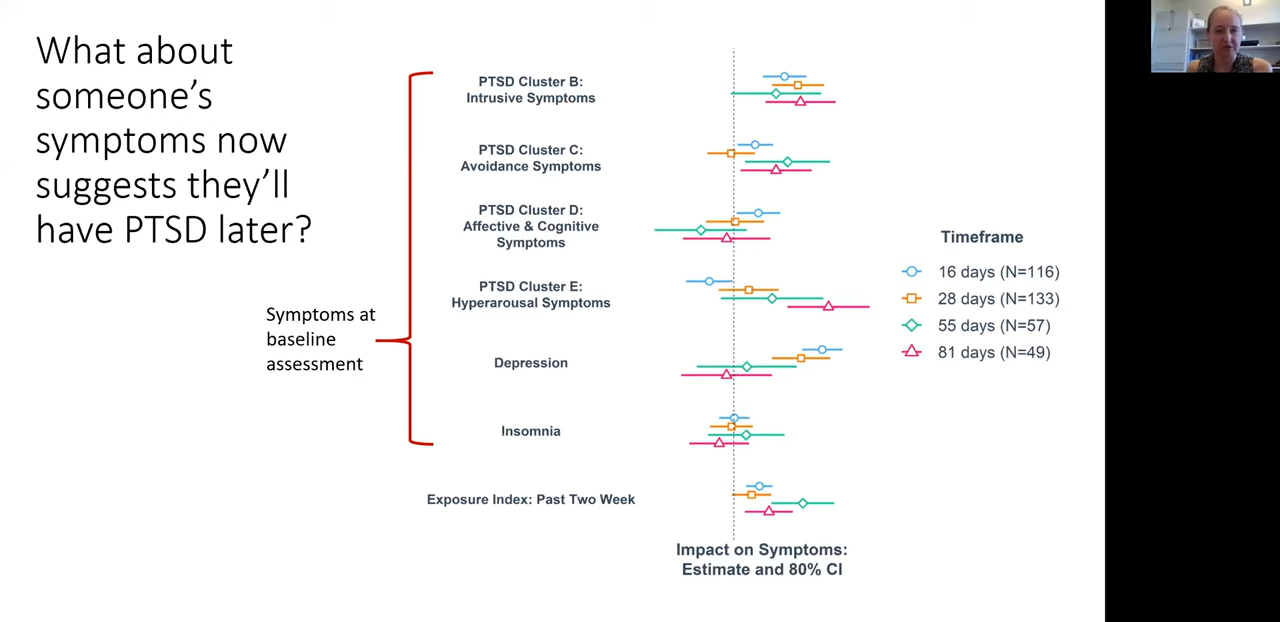 What about
someone's
symptoms now
suggests they'll
have PTSD later?
Symptoms at
baseline
assessment
PTSD Cluster B:
Intrusive Symptoms
PTSD Cluster C:
Avoidance Symptoms
PTSD Cluster D:
Affective & Cognitive
Symptoms
PTSD Cluster E:
Hyperarousal Symptoms
Depression
Insomnia
Exposure Index: Past Two Week
Impact on Symptoms:
Estimate and 80% CI
Timeframe
16 days (N=116)
28 days (N=133)
55 days (N=57)
81 days (N=49)